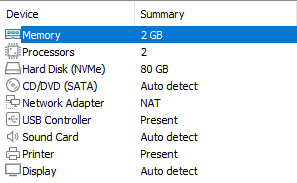 Device Summary
Memory 2 GB
Processors 2
Hard Disk (NVMe) 80 GB
CD/DVD (SATA) Auto detect
Network Adapter NAT
USB Controller Present
Sound Card Auto detect
Printer Present
Display Auto detect